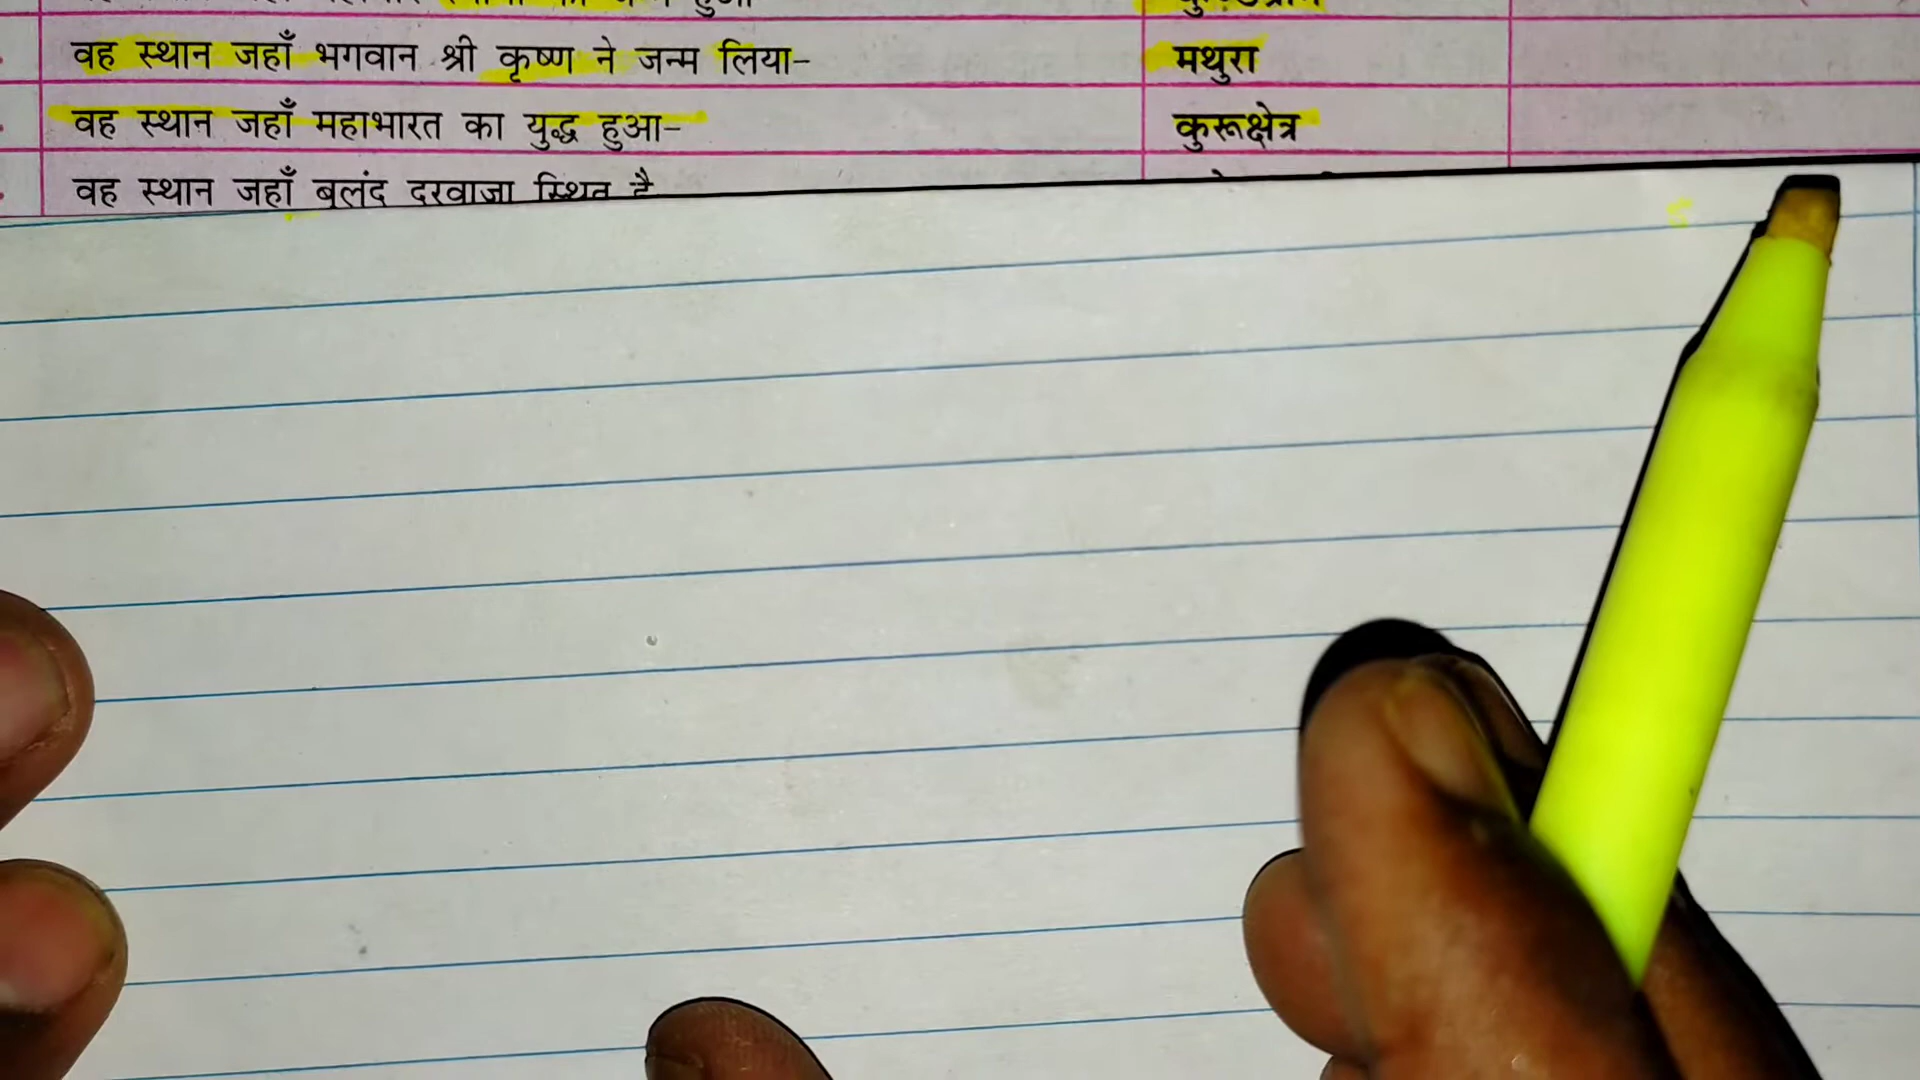 हुआ
वह स्थान जहाँ भगवान श्री कृष्ण ने जन्म लिया- मथुरा
वह स्थान जहाँ महाभारत का युद्ध हुआ- कुरूक्षेत्र
वह स्थान जहाँ बुलंद दरवाजा स्थित है